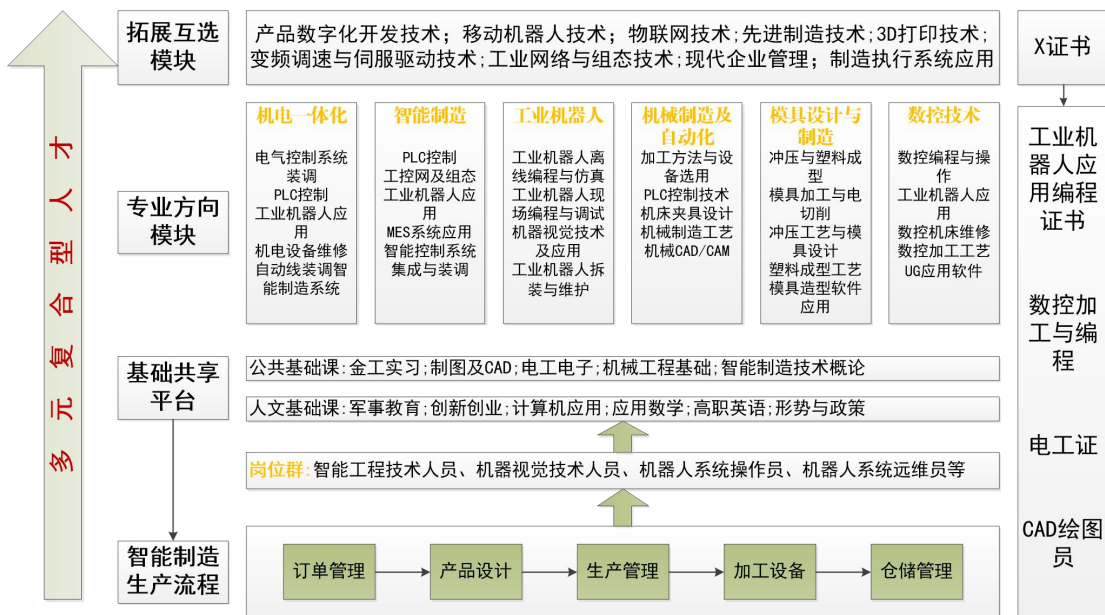 多元复合型人才
拓展互选
模块
产品数字化开发技术；移动机器人技术；物联网技术;先进制造技术;3D打印技术;
变频调速与伺服驱动技术;工业网络与组态技术;现代企业管理；制造执行系统应用
专业方向
模块
机电一体化
电气控制系统
装调
PLC控制
工业机器人应
用
机电设备维修
自动线装调智
能制造系统
智能制造
PLC控制
工控网及组态
工业机器人应
用
MES系统应用
智能控制系统
集成与装调
工业机器人
工业机器人离
线编程与仿真
工业机器人现
场编程与调试
机器视觉技术
及应用
工业机器人拆
装与维护
机械制造及
自动化
加工方法与设
备选用
PLC控制技术
机床夹具设计
机械制造工艺
机械CAD/CAM
模具设计与
制造
冲压与塑料成
型
模具加工与电
切削
冲压工艺与模
具设计
塑料成型工艺
模具造型软件
应用
数控技术
数控编程与操
作
工业机器人应
用
数控机床维修
数控加工工艺
UG应用软件
基础共享
平台
公共基础课:金工实习;制图及CAD;电工电子;机械工程基础;智能制造技术概论
人文基础课:军事教育;创新创业;计算机应用;应用数学;高职英语;形势与政策
岗位群:智能工程技术人员、机器视觉技术人员、机器人系统操作员、机器人系统远维员等
智能制造
生产流程
订单管理
产品设计
生产管理
加工设备
仓储管理
X证书
工业机
器人应
用编程
证书
数控加
工与编
程
电工证
CAD绘图
员